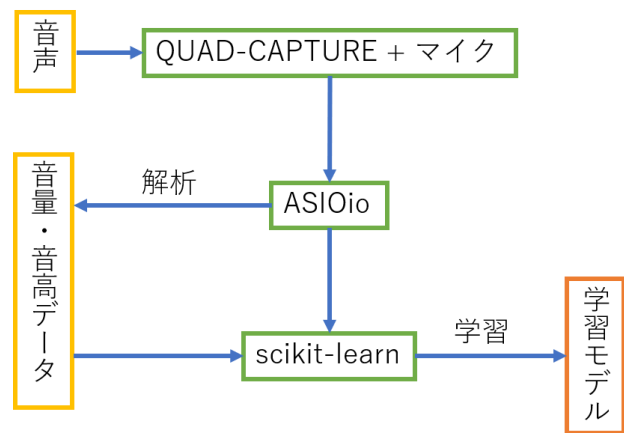 音声
QUAD-CAPTURE + マイク
解析
ASIOio
音量・音高データ
scikit-learn
学習
学習モデル